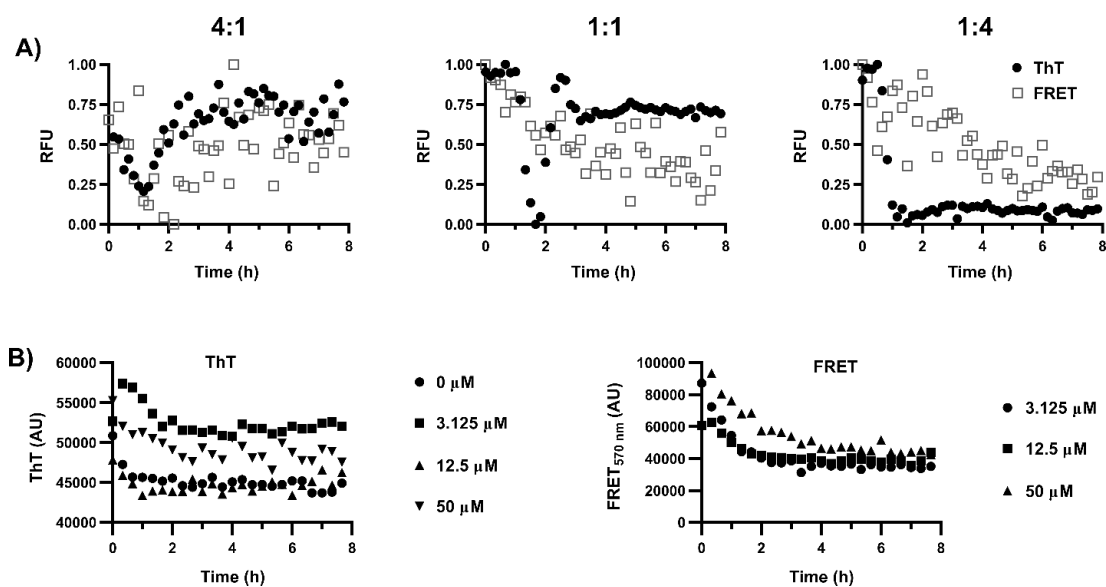 A)
4:1
1:1
1:4
RFU
1.00
0.75
0.50
0.25
0.00
0 2 4 6 8
Time (h)
RFU
1.00
0.75
0.50
0.25
0.00
0 2 4 6 8
Time (h)
RFU
1.00
0.75
0.50
0.25
0.00
0 2 4 6 8
Time (h)
ThT
FRET
B)
ThT
ThT (AU)
60000
55000
50000
45000
40000
0 2 4 6 8
Time (h)
0 µM
3.125 µM
12.5 µM
50 µM
FRET
FRET570 nm (AU)
100000
80000
60000
40000
20000
0
0 2 4 6 8
Time (h)
3.125 µM
12.5 µM
50 µM